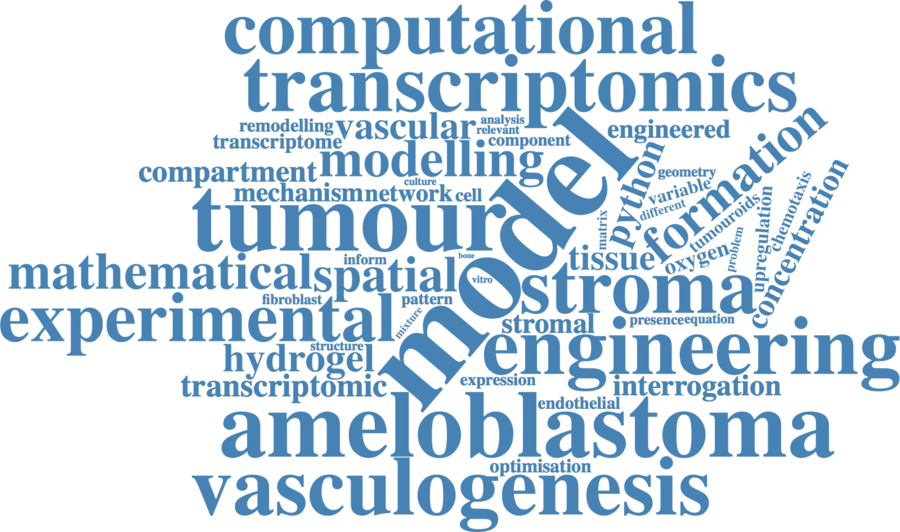 computational
transcriptomics
remodelling
vascular
analysis
relevant
engineered
transcriptome
component
modelling
compartment
culture
mechanism
network
cell
tumour
model
python
formation
geometry
variable
different
tumouroids
matrix
problem
oxygen
upregulation
chemotaxis
concentration
tissue
mathematical
spatial
inform
bone
vitro
stroma
experimental
fibroblast
pattern
mixture
stromal
presence
equation
structure
hydrogel
engineering
transcriptomic
expression
interrogation
endothelial
ameloblastoma
optimisation
vasculogenesis